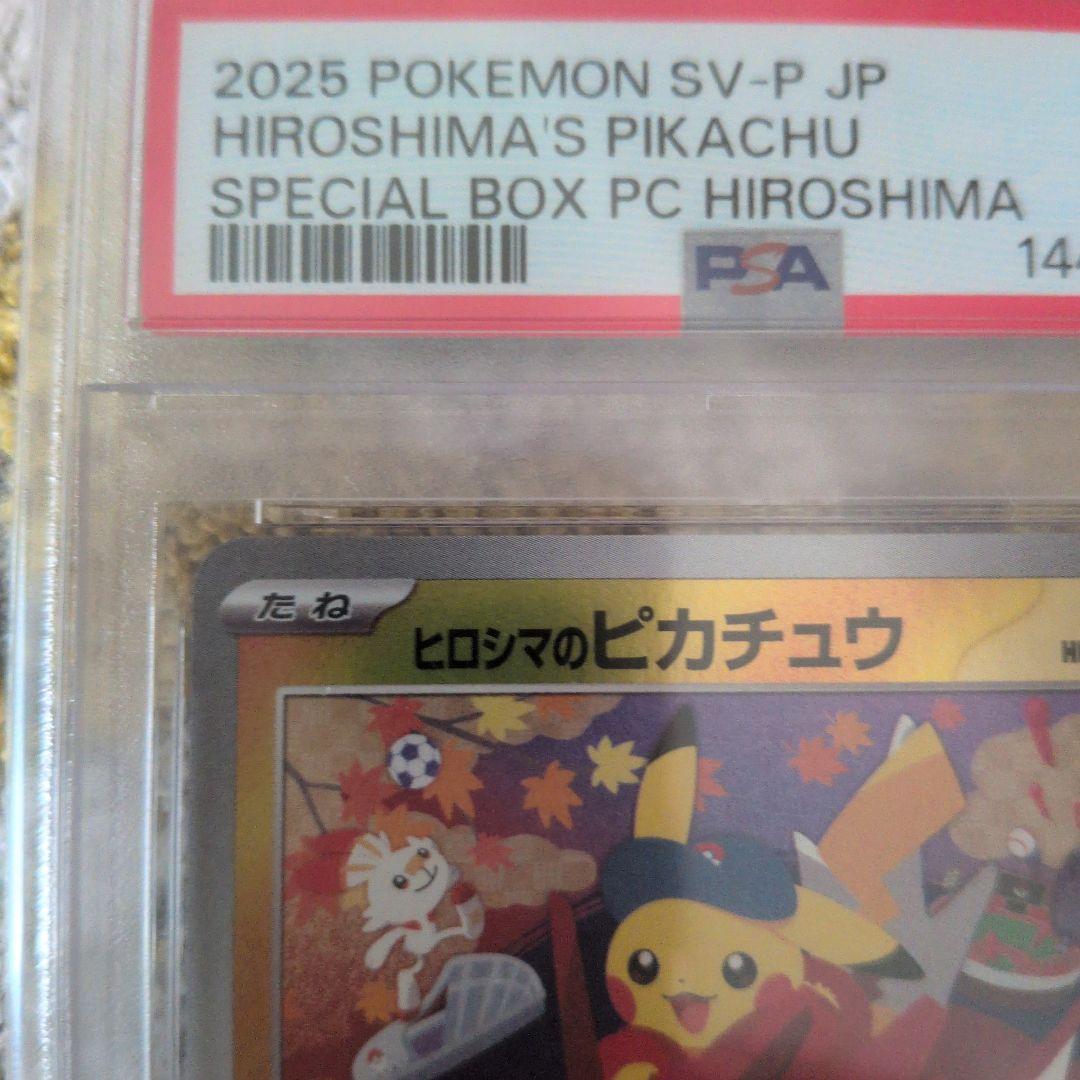 2025 POKEMON SV-P JP
HIROSHIMA'S PIKACHU
SPECIAL BOX PC HIROSHIMA
PSA
たね
ヒロシマのピカチュウ